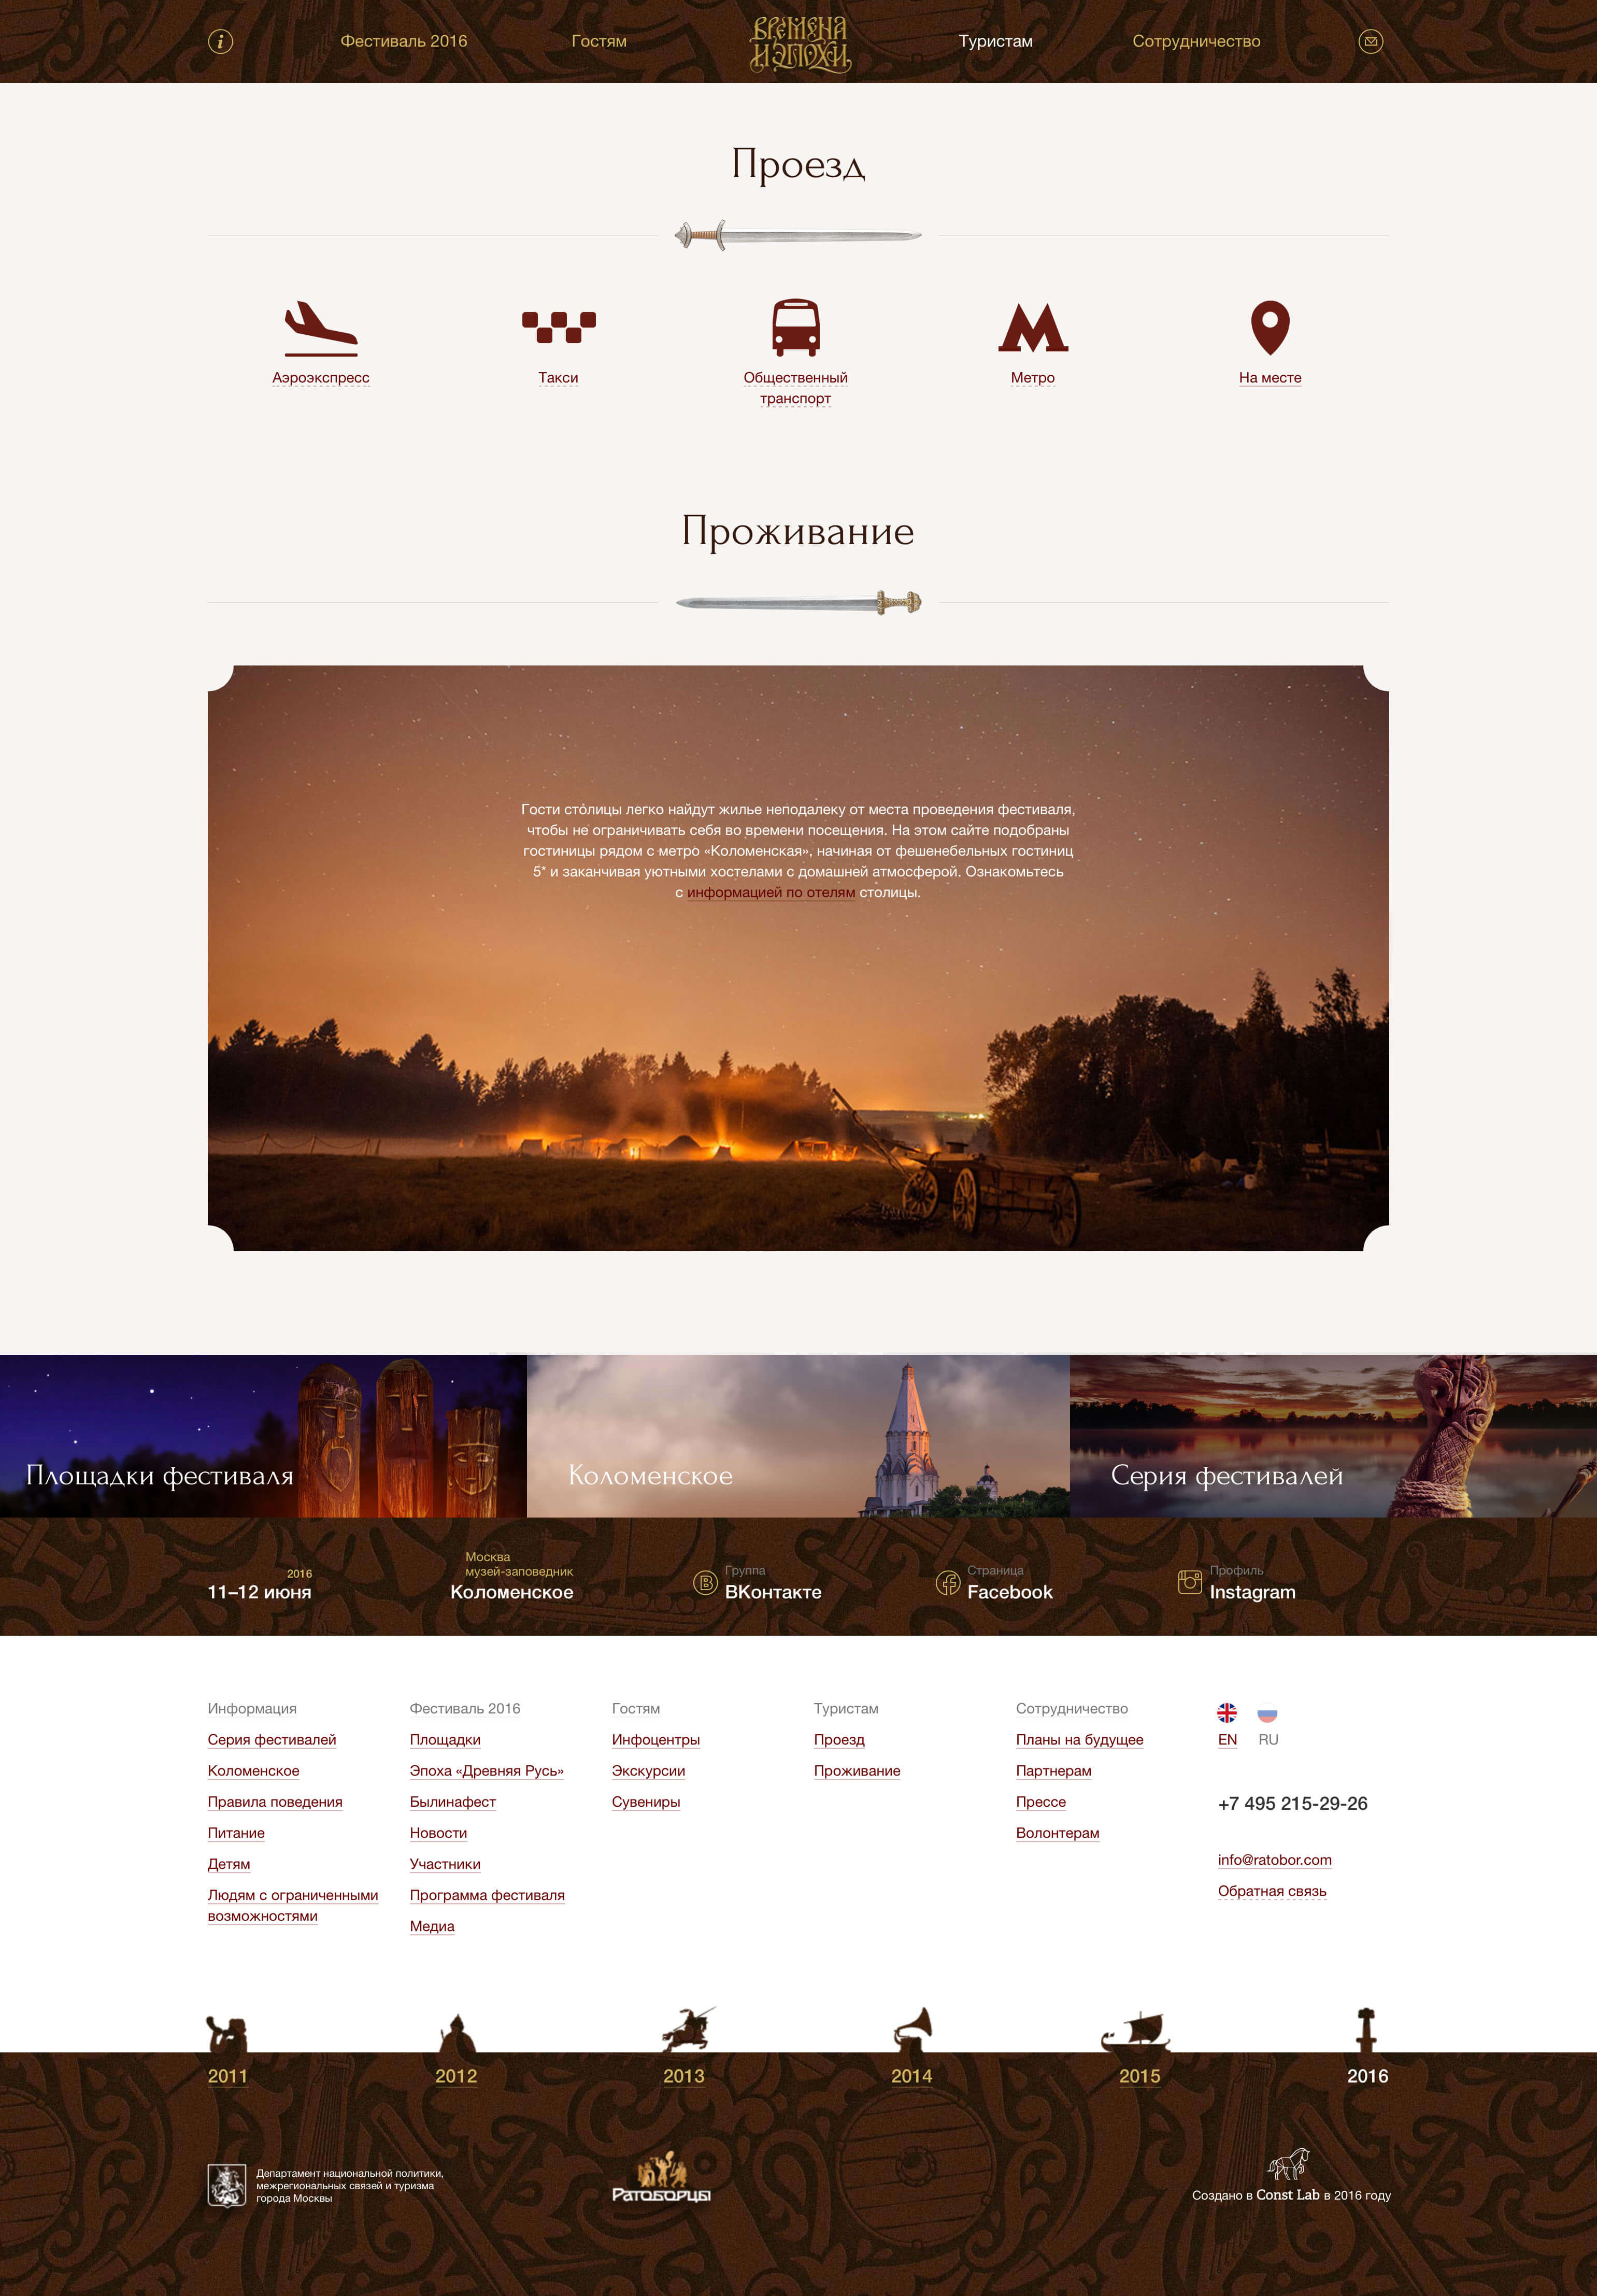 Фестиваль 2016
Гостям
ВРЕМЕНА
И ЭПОХИ
Туристам
Сотрудничество
Проезд
Аэроэкспресс
Такси
Общественный
транспорт
Метро
На месте
Проживание
Гости столицы легко найдут жилье неподалеку от места проведения фестиваля,
чтобы не ограничивать себя во времени посещения. На этом сайте подобраны
гостиницы рядом с метро «Коломенская», начиная от фешенебельных гостиниц
5* и заканчивая уютными хостелами с домашней атмосферой. Ознакомьтесь
с информацией по отелям столицы.
Площадки фестиваля
Коломенское
Серия фестивалей
2016
11–12 июня
Москва
музей-заповедник
Коломенское
Группа
ВКонтакте
Страница
Facebook
Профиль
Instagram
Информация
Серия фестивалей
Коломенское
Правила поведения
Питание
Детям
Людям с ограниченными
возможностями
Фестиваль 2016
Площадки
Эпоха «Древняя Русь»
Былинафест
Новости
Участники
Программа фестиваля
Медиа
Гостям
Инфоцентры
Экскурсии
Сувениры
Туристам
Проезд
Проживание
Сотрудничество
Планы на будущее
Партнерам
Прессе
Волонтерам
EN RU
+7 495 215-29-26
info@ratobor.com
Обратная связь
2011
2012
2013
2014
2015
2016
Департамент национальной политики,
межрегиональных связей и туризма
города Москвы
Ратоборцы
Создано в Const Lab в 2016 году